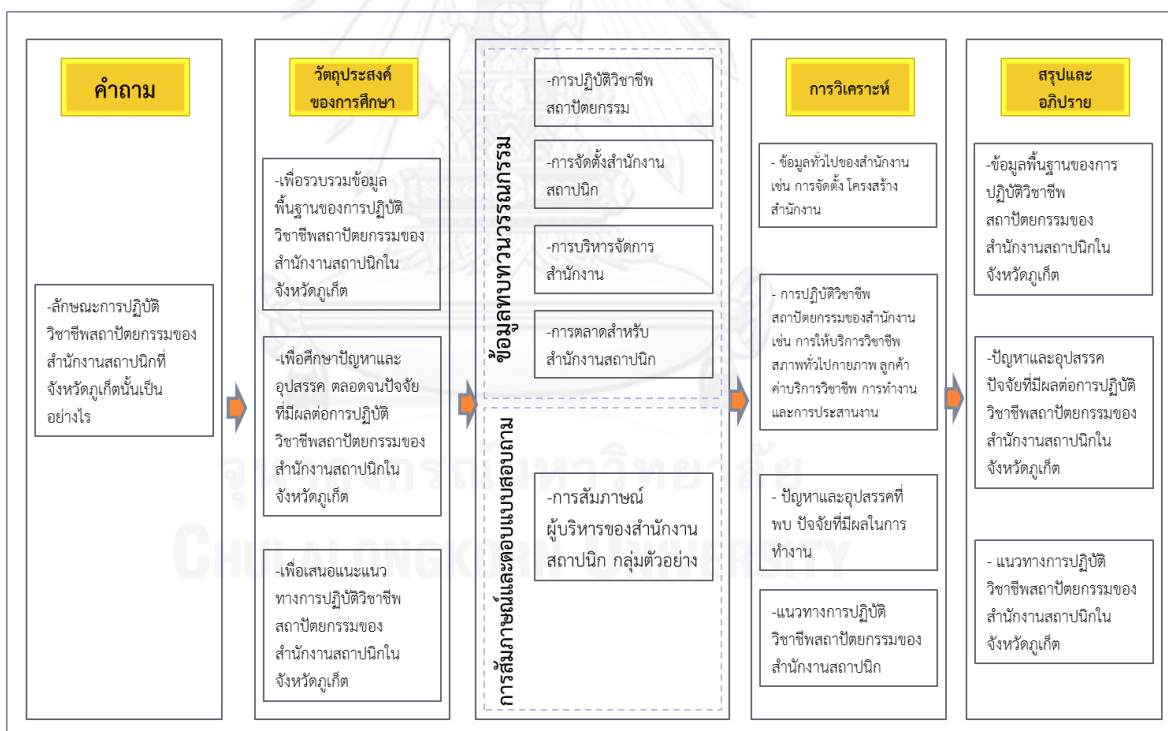 คำถาม
-ลักษณะการปฏิบัติ
วิชาชีพสถาปัตยกรรมของ
สำนักงานสถาปนิกที่
จังหวัดภูเก็ตนั้นเป็น
อย่างไร
วัตถุประสงค์
ของการศึกษา
-เพื่อรวบรวมข้อมูล
พื้นฐานของการปฏิบัติ
วิชาชีพสถาปัตยกรรมของ
สำนักงานสถาปนิกใน
จังหวัดภูเก็ต
-เพื่อศึกษาปัญหาและ
อุปสรรค ตลอดจนปัจจัย
ที่มีผลต่อการปฏิบัติ
วิชาชีพสถาปัตยกรรมของ
สำนักงานสถาปนิกใน
จังหวัดภูเก็ต
-เพื่อเสนอแนะแนว
ทางการปฏิบัติวิชาชีพ
สถาปัตยกรรมของ
สำนักงานสถาปนิกใน
จังหวัดภูเก็ต
ข้อมูลทบทวนวรรณกรรม
-การปฏิบัติวิชาชีพ
สถาปัตยกรรม
-การจัดตั้งสำนักงาน
สถาปนิก
-การบริหารจัดการ
สำนักงาน
-การตลาดสำหรับ
สำนักงานสถาปนิก
การสัมภาษณ์และตอบแบบสอบถาม
-การสัมภาษณ์
ผู้บริหารของสำนักงาน
สถาปนิก กลุ่มตัวอย่าง
การวิเคราะห์
- ข้อมูลทั่วไปของสำนักงาน
เช่น การจัดตั้ง โครงสร้าง
สำนักงาน
- การปฏิบัติวิชาชีพ
สถาปัตยกรรมของสำนักงาน
เช่น การให้บริการวิชาชีพ
สภาพทั่วไปกายภาพ ลูกค้า
ค่าบริการวิชาชีพ การทำงาน
และการประสานงาน
- ปัญหาและอุปสรรคที่
พบ ปัจจัยที่มีผลในการ
ทำงาน
-แนวทางการปฏิบัติ
วิชาชีพสถาปัตยกรรมของ
สำนักงานสถาปนิก
สรุปและ
อภิปราย
-ข้อมูลพื้นฐานของการ
ปฏิบัติวิชาชีพ
สถาปัตยกรรมของ
สำนักงานสถาปนิกใน
จังหวัดภูเก็ต
-ปัญหาและอุปสรรค
ปัจจัยที่มีผลต่อการปฏิบัติ
วิชาชีพสถาปัตยกรรมของ
สำนักงานสถาปนิกใน
จังหวัดภูเก็ต
- แนวทางการปฏิบัติ
วิชาชีพสถาปัตยกรรมของ
สำนักงานสถาปนิกใน
จังหวัดภูเก็ต
จุฬาลงกรณ์มหาวิทยาลัย
CHULALONGKORN UNIVERSITY